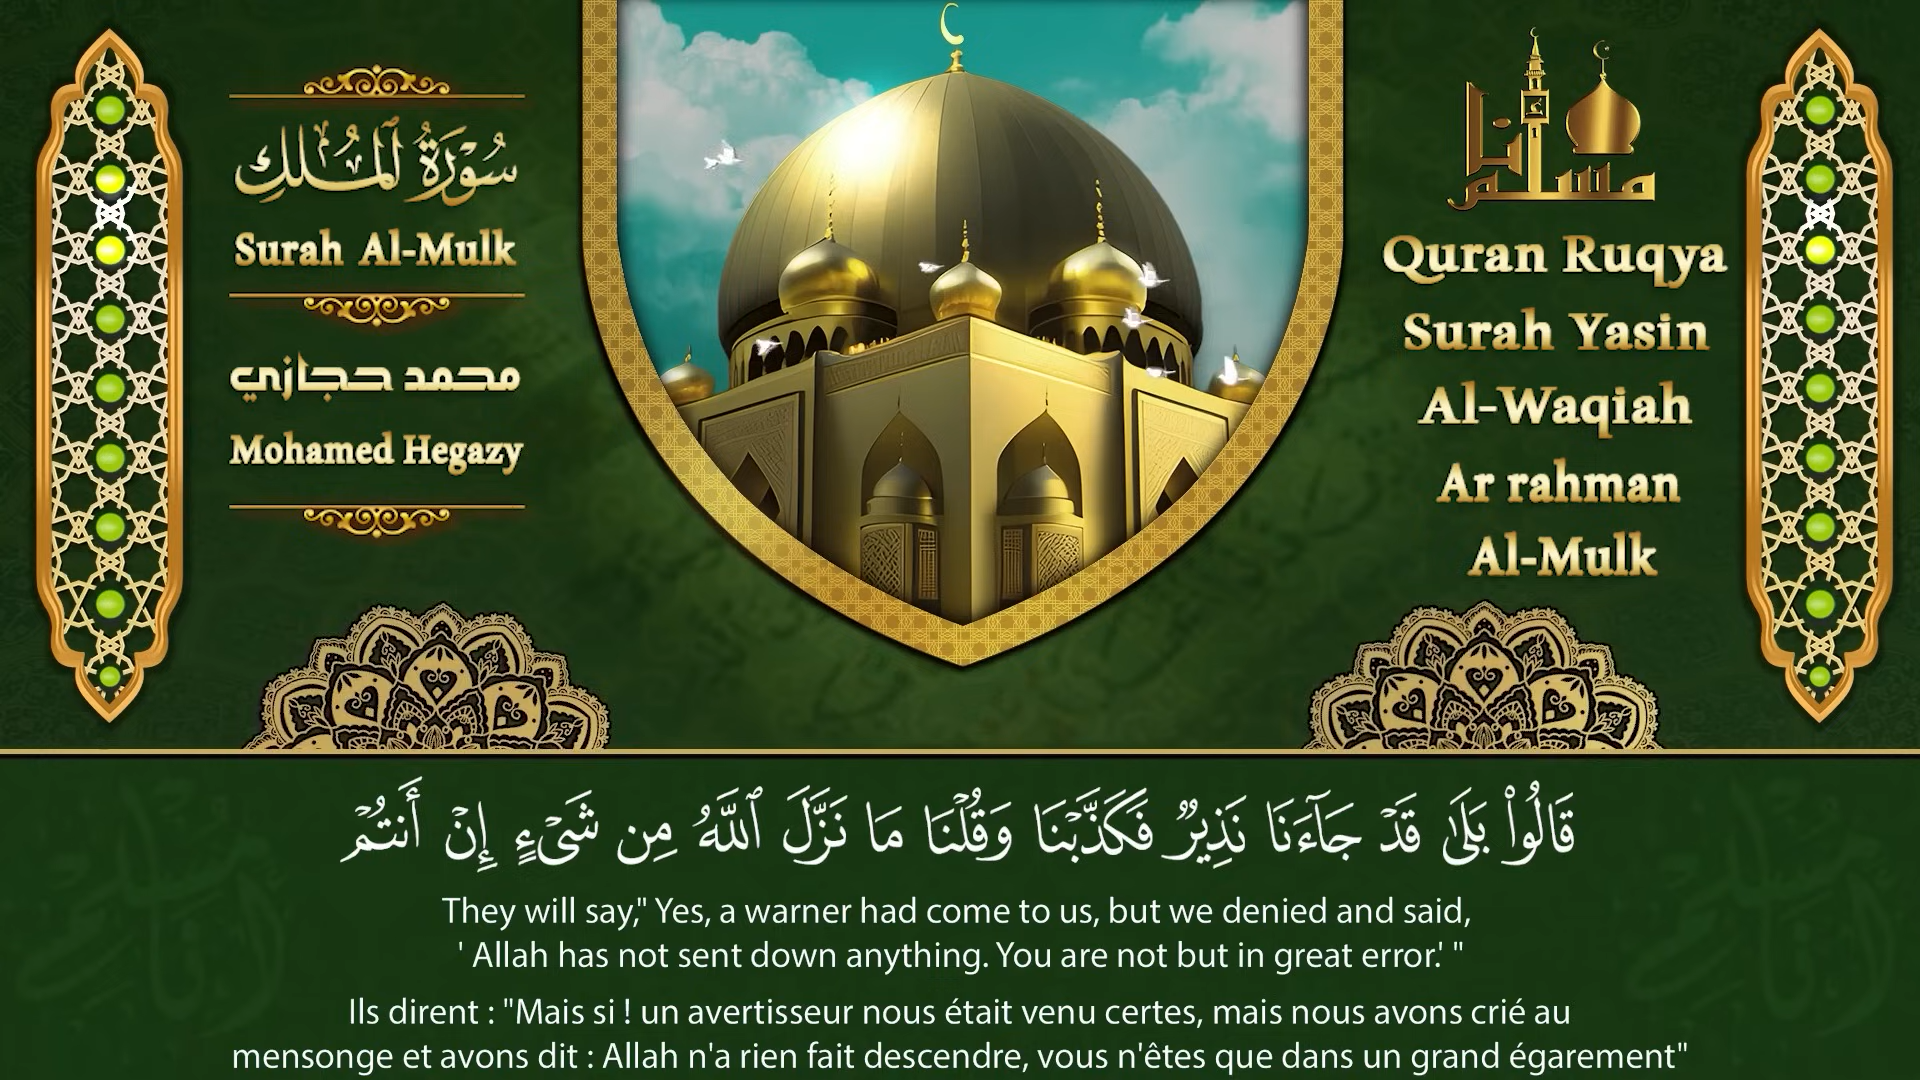 سُورَةُ ٱلْمُلْكِ
Surah Al-Mulk
محمد حجازي
Mohamed Hegazy
أنا
مسلم
Quran Ruqya
Surah Yasin
Al-Waqiah
Ar rahman
Al-Mulk
قَالُوا۟ بَلَىٰ قَدْ جَآءَنَا نَذِيرٌ فَكَذَّبْنَا وَقُلْنَا مَا نَزَّلَ ٱللَّهُ مِن شَىْءٍ إِنْ أَنتُمْ
They will say," Yes, a warner had come to us, but we denied and said,
' Allah has not sent down anything. You are not but in great error.' "
Ils dirent : "Mais si ! un avertisseur nous était venu certes, mais nous avons crié au
mensonge et avons dit : Allah n'a rien fait descendre, vous n'êtes que dans un grand égarement"